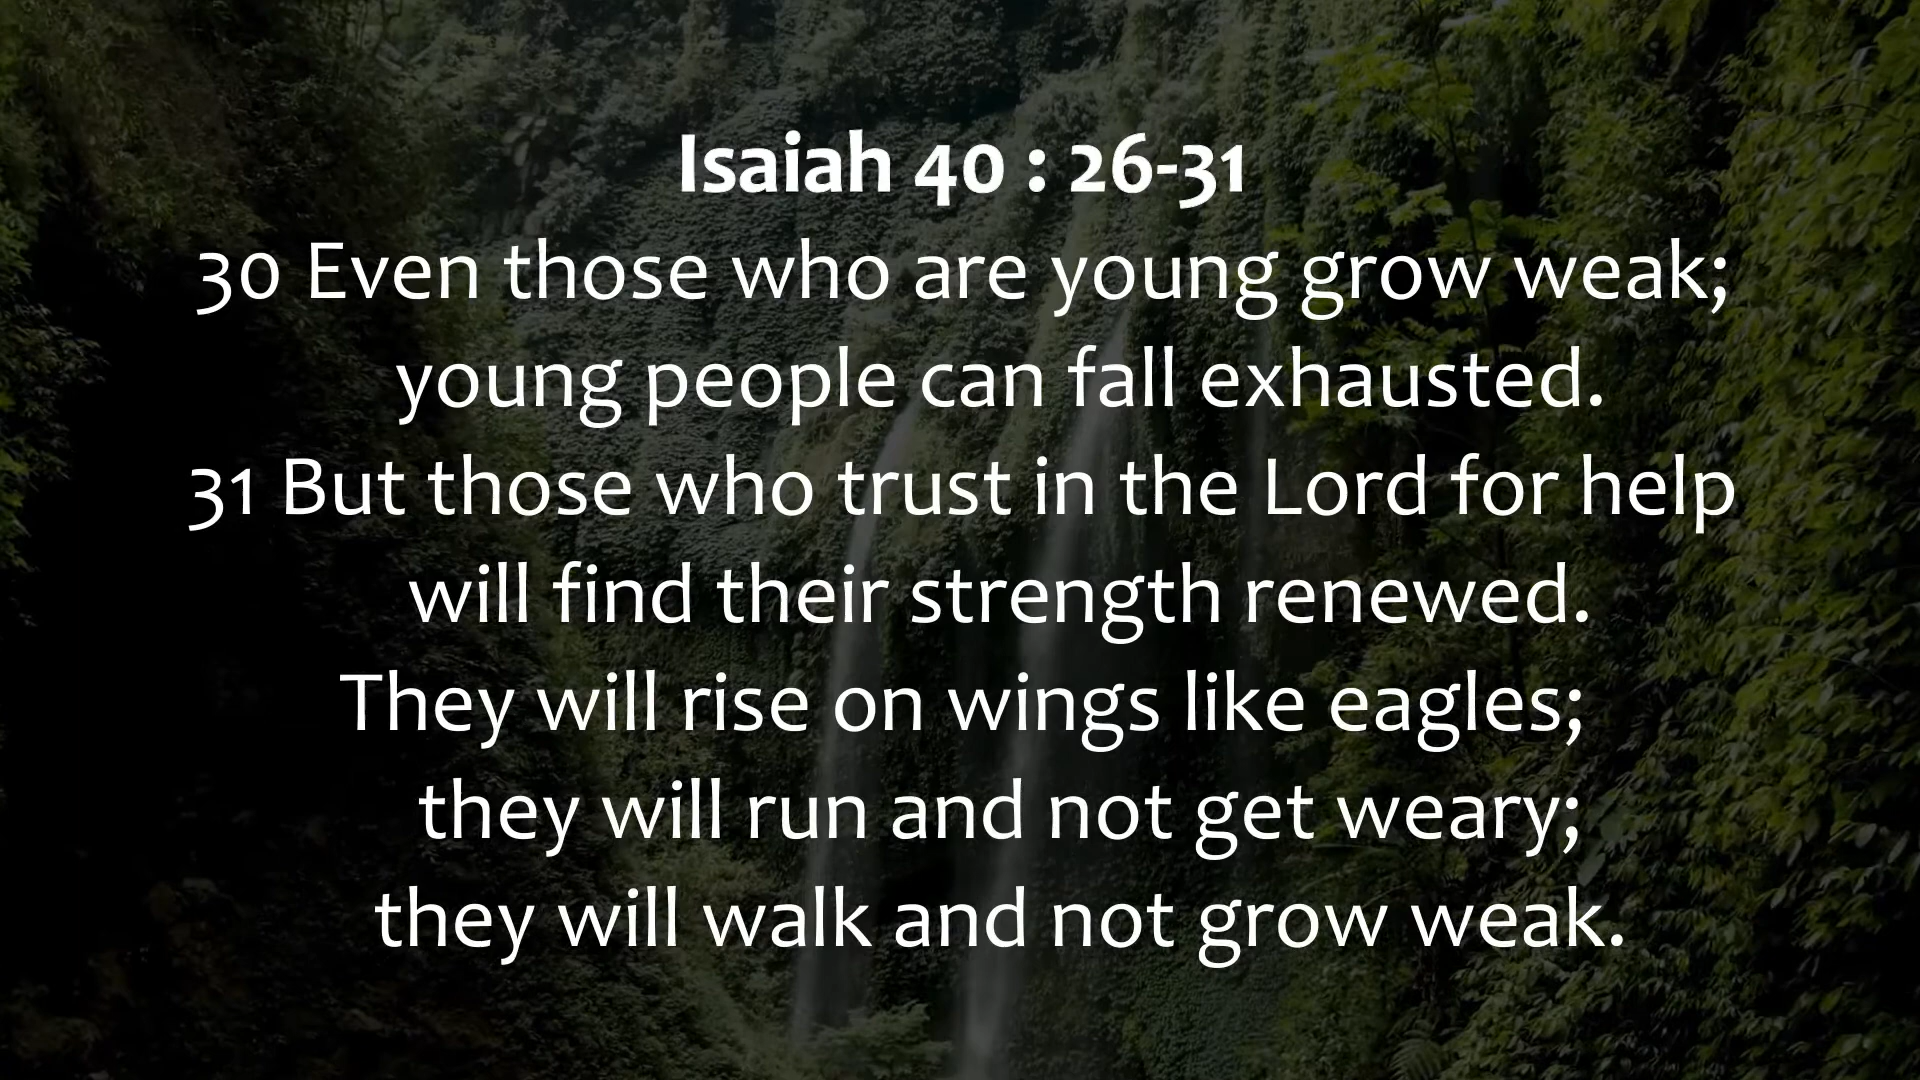 Isaiah 40 : 26-31
30 Even those who are young grow weak;
young people can fall exhausted.
31 But those who trust in the Lord for help
will find their strength renewed.
They will rise on wings like eagles;
they will run and not get weary;
they will walk and not grow weak.